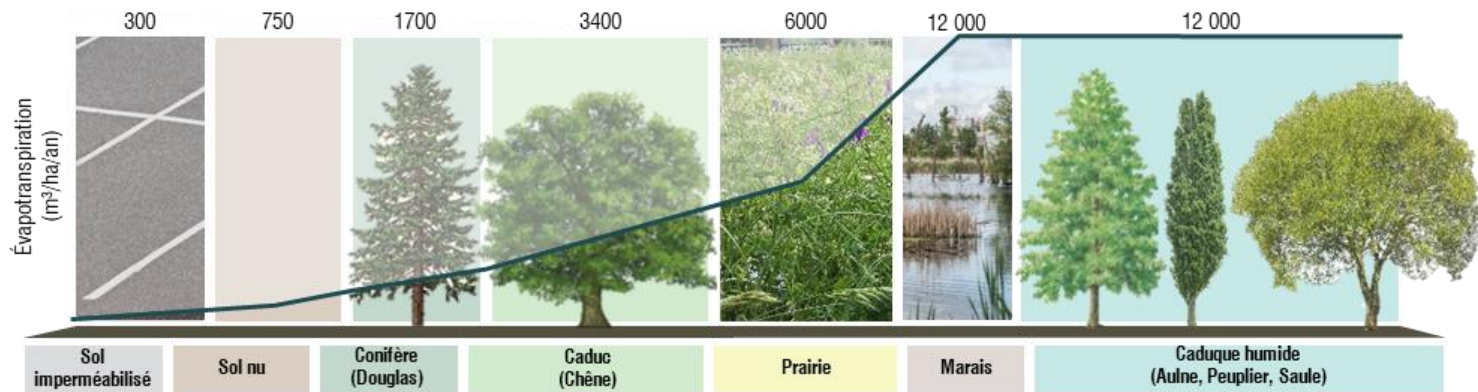 300 750 1700 3400 6000 12 000 12 000
Évapotranspiration
(m³/ha/an)
Sol
imperméabilisé
Sol nu
Conifère
(Douglas)
Caduc
(Chêne)
Prairie
Marais
Caduque humide
(Aulne, Peuplier, Saule)